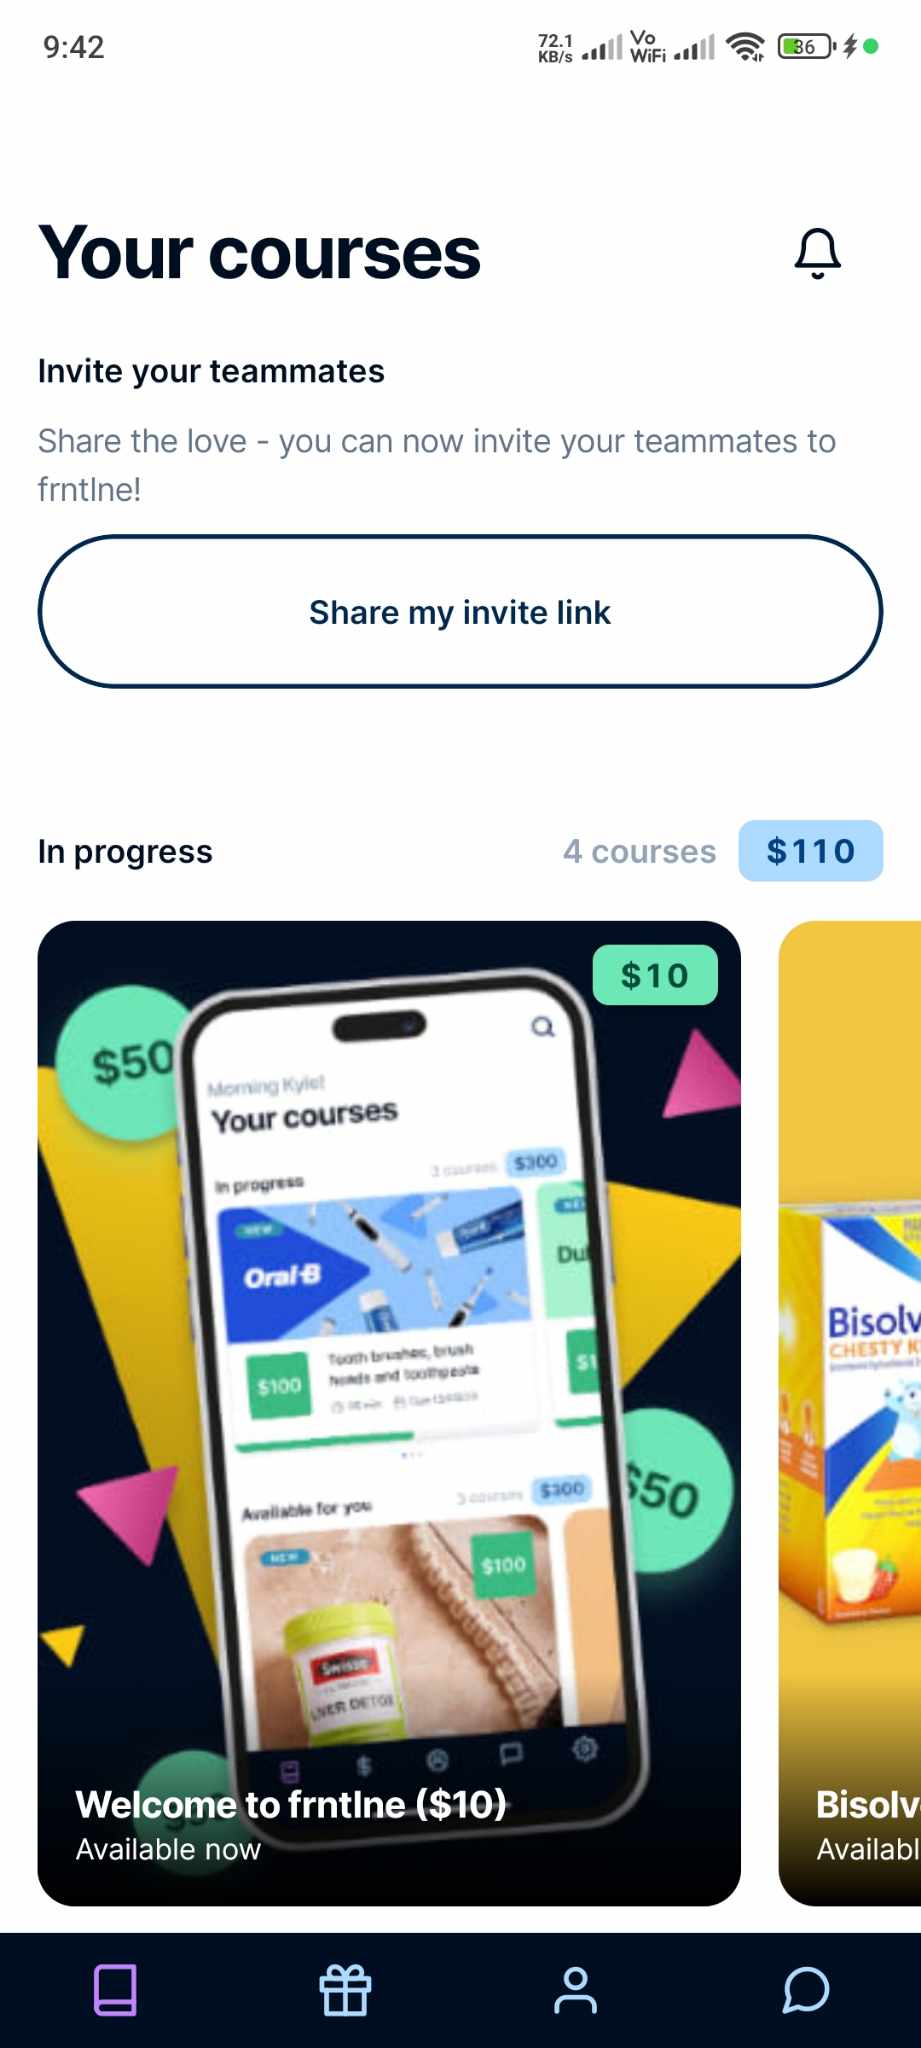 9:42
72.1
KB/s
Vo
WiFi
36
Your courses
Invite your teammates
Share the love - you can now invite your teammates to
frntlne!
Share my invite link
In progress
4 courses
$110
$10
$50
Morning Kyle!
Your courses
In progress
3 courses
$300
NEW
Oral-B
Tooth brushes, brush
heads and toothpaste
$100
Available for you
3 courses
$300
NEW
$100
Swisse
LIVER DETOX
$50
Welcome to frntlne ($10)
Available now
Bisolv
CHESTY K
Bisolv
Availabl